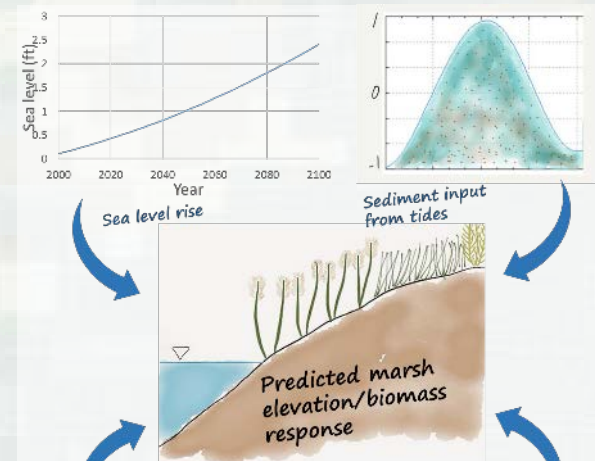 3
2.5
2
1.5
1
0.5
0
Sea level (ft)
2000 2020 2040 2060 2080 2100
Year
1
0
-1
Sea level rise
Sediment input
from tides
Predicted marsh
elevation/biomass
response